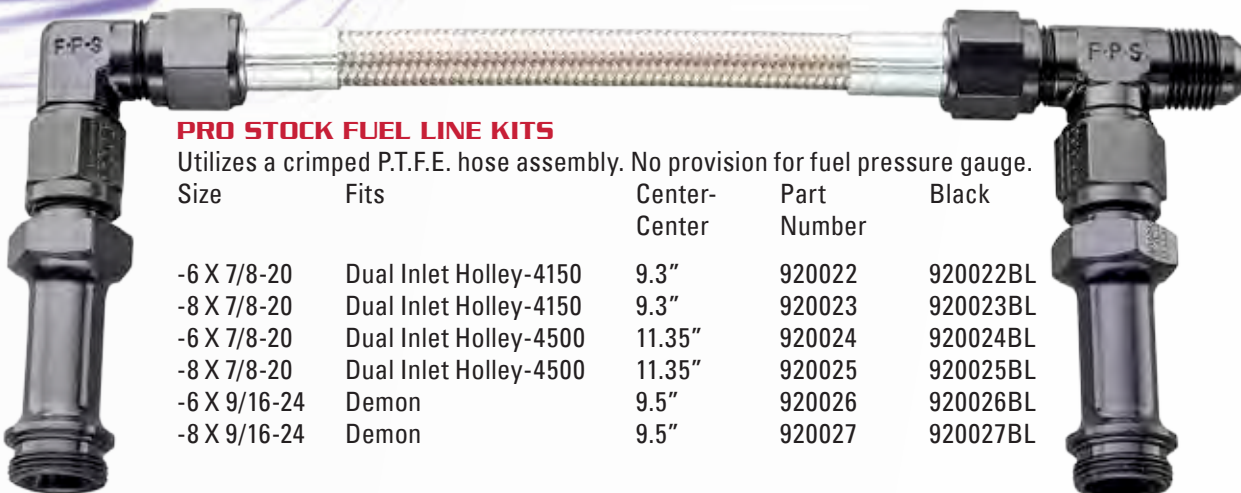 F-P-S
F·P·S
PRO STOCK FUEL LINE KITS
Utilizes a crimped P.T.F.E. hose assembly. No provision for fuel pressure gauge.
Size Fits Center-Center Part Number Black
-6 X 7/8-20 Dual Inlet Holley-4150 9.3” 920022 920022BL
-8 X 7/8-20 Dual Inlet Holley-4150 9.3” 920023 920023BL
-6 X 7/8-20 Dual Inlet Holley-4500 11.35” 920024 920024BL
-8 X 7/8-20 Dual Inlet Holley-4500 11.35” 920025 920025BL
-6 X 9/16-24 Demon 9.5” 920026 920026BL
-8 X 9/16-24 Demon 9.5” 920027 920027BL